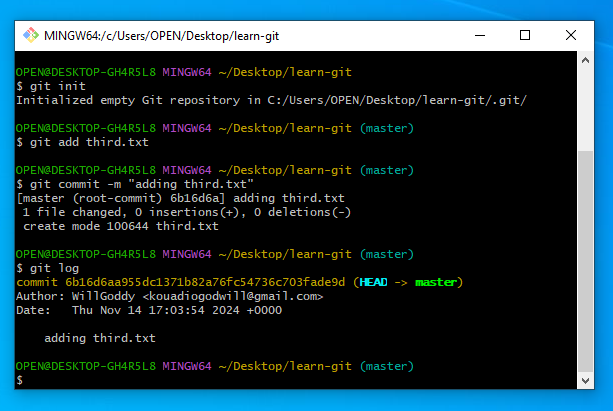 MINGW64:/c/Users/OPEN/Desktop/learn-git
OPEN@DESKTOP-GH4R5L8 MINGW64 ~/Desktop/learn-git
$ git init
Initialized empty Git repository in C:/Users/OPEN/Desktop/learn-git/.git/
OPEN@DESKTOP-GH4R5L8 MINGW64 ~/Desktop/learn-git (master)
$ git add third.txt
OPEN@DESKTOP-GH4R5L8 MINGW64 ~/Desktop/learn-git (master)
$ git commit -m "adding third.txt"
[master (root-commit) 6b16d6a] adding third.txt
1 file changed, 0 insertions(+), 0 deletions(-)
create mode 100644 third.txt
OPEN@DESKTOP-GH4R5L8 MINGW64 ~/Desktop/learn-git (master)
$ git log
commit 6b16d6aa955dc1371b82a76fc54736c703fade9d (HEAD -> master)
Author: WillGoddy <kouadiogodwill@gmail.com>
Date:   Thu Nov 14 17:03:54 2024 +0000
adding third.txt
OPEN@DESKTOP-GH4R5L8 MINGW64 ~/Desktop/learn-git (master)
$